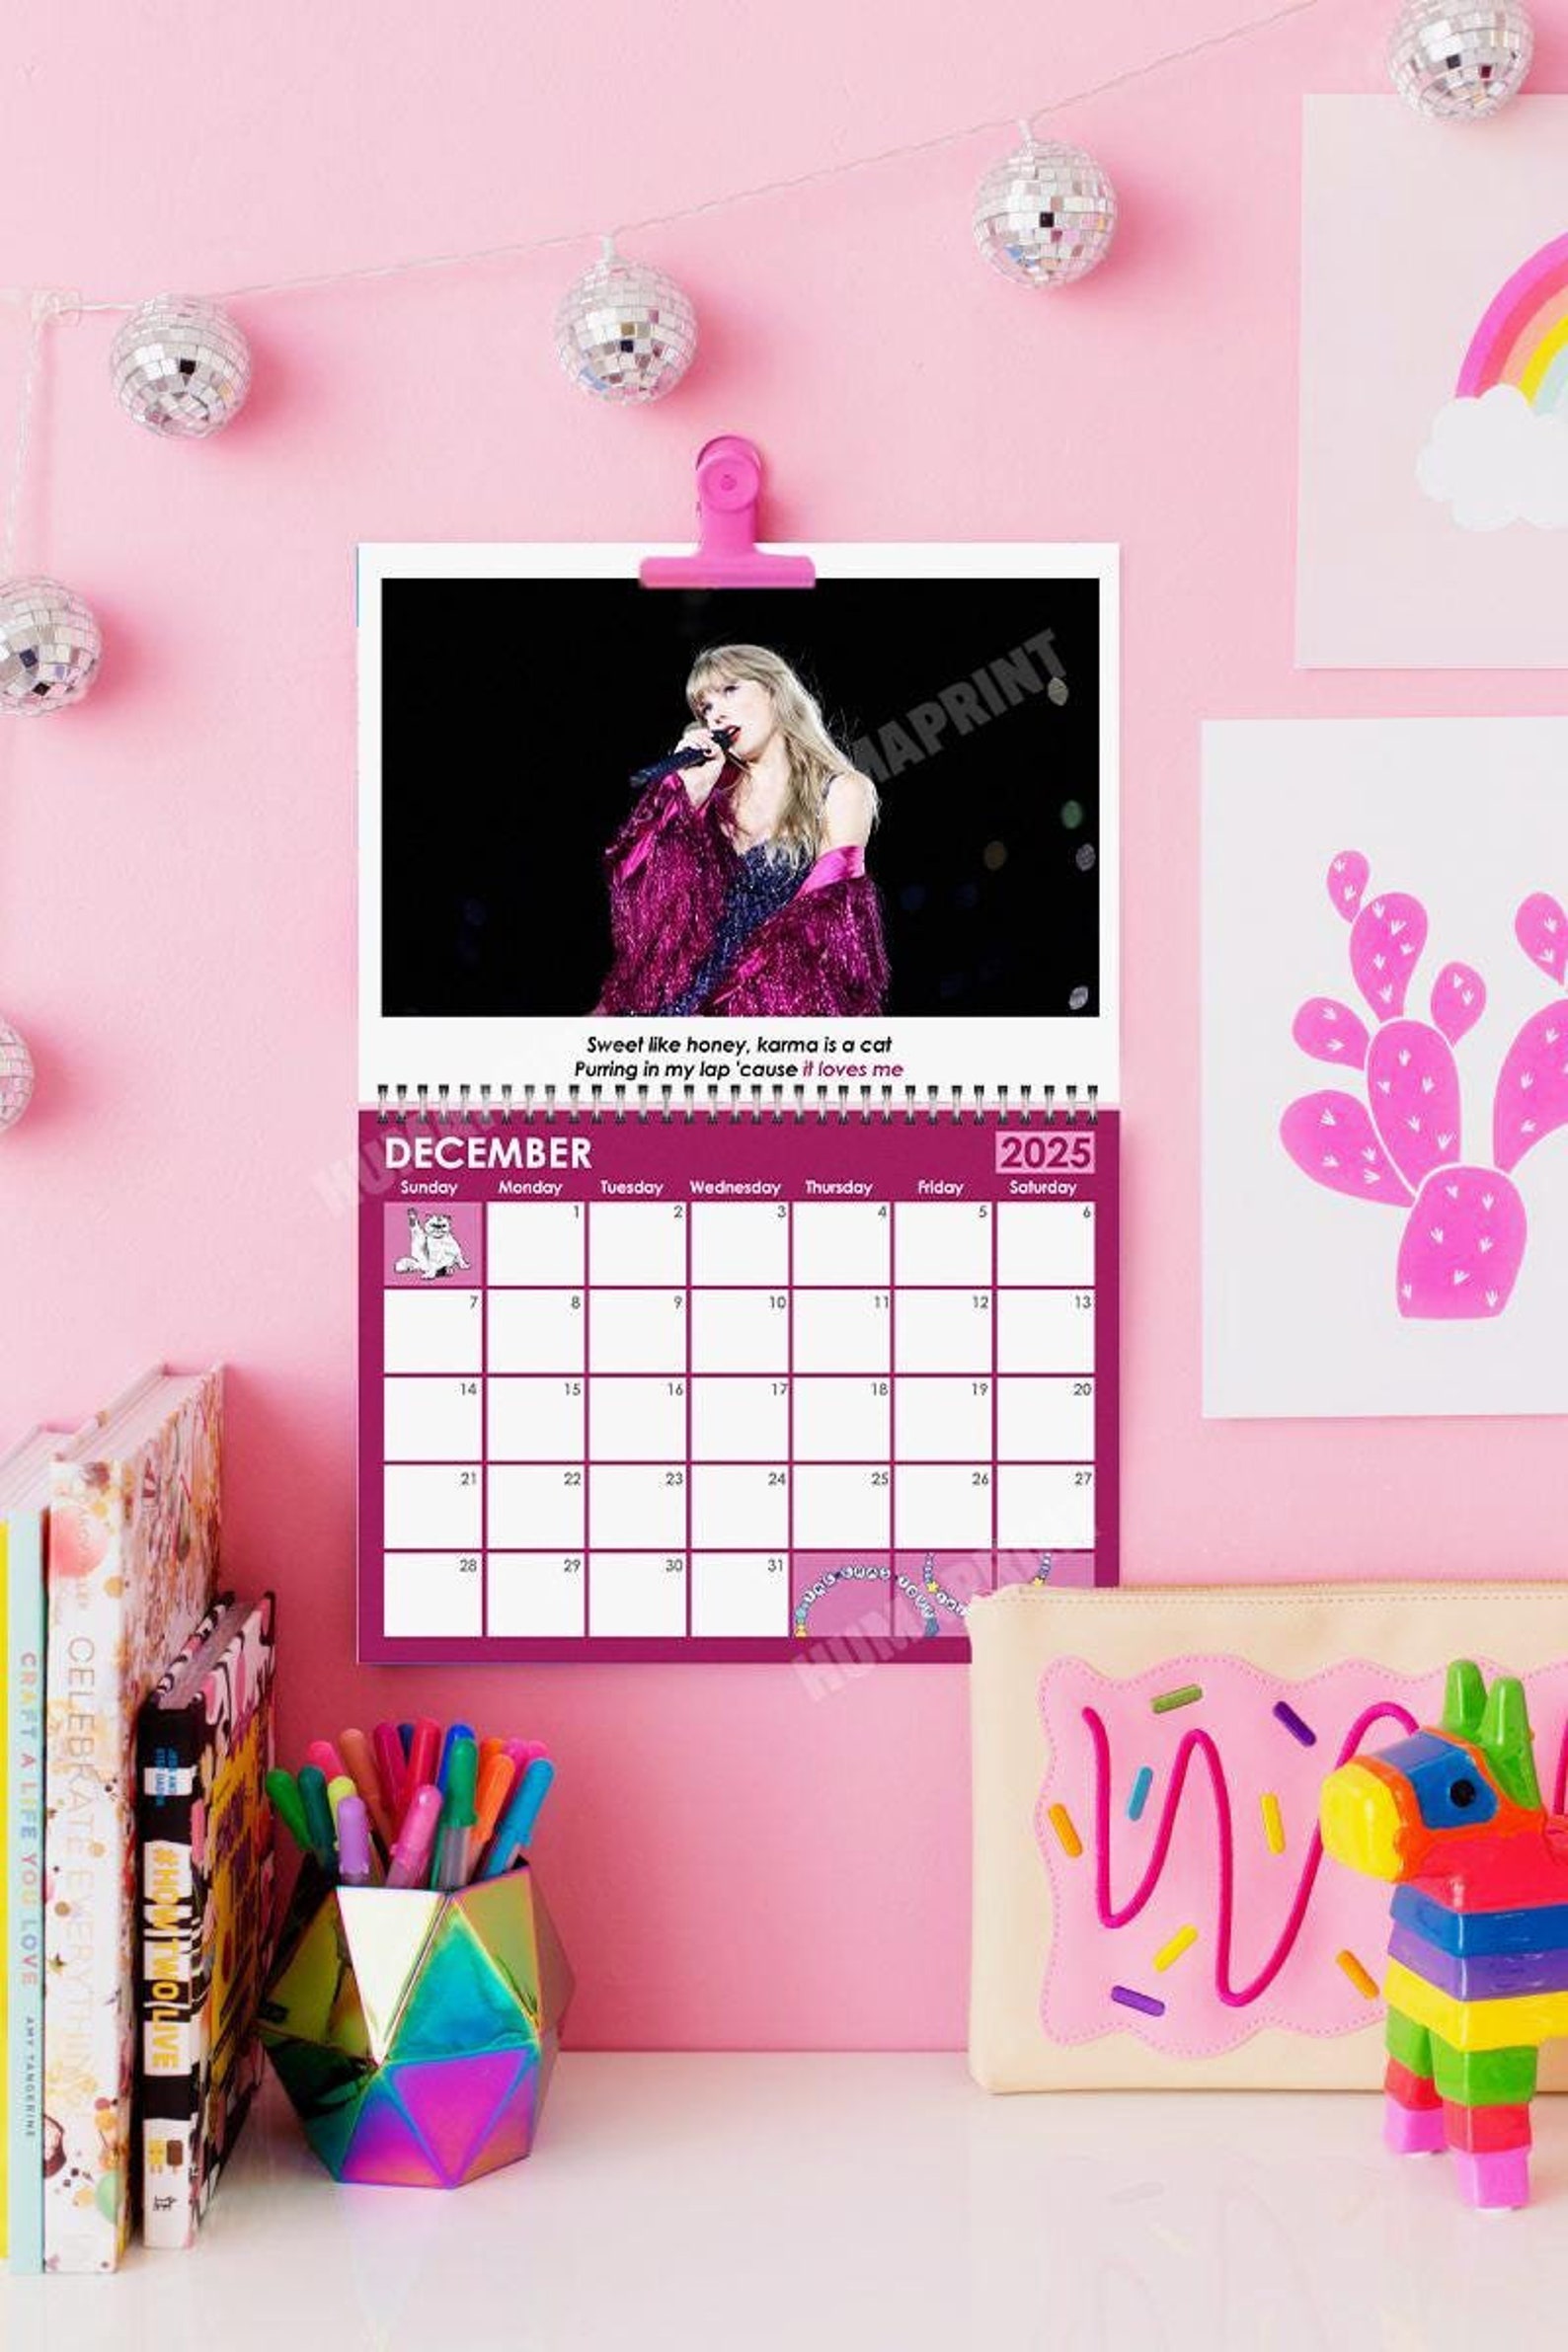 HUMMAPRINT
Sweet like honey, karma is a cat
Purring in my lap 'cause it loves me
DECEMBER 2025
Sunday Monday Tuesday Wednesday Thursday Friday Saturday
1 2 3 4 5 6
7 8 9 10 11 12 13
14 15 16 17 18 19 20
21 22 23 24 25 26 27
28 29 30 31
CRAFT A LIFE YOU LOVE AMY TANGERINE
CELEBRATE EVERYTHING
#HOWTWOLIVE